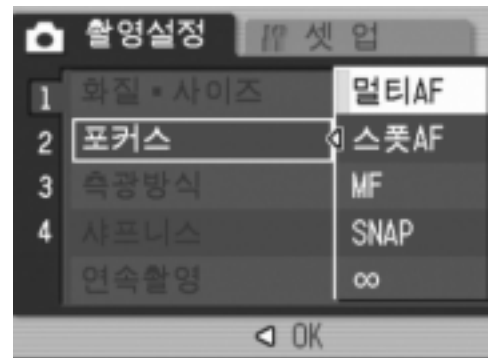 촬영설정 셋업
1 화질・사이즈 멀티AF
2 포커스 스폿AF
3 측광방식 MF
4 샤프니스 SNAP
연속촬영 ∞
OK